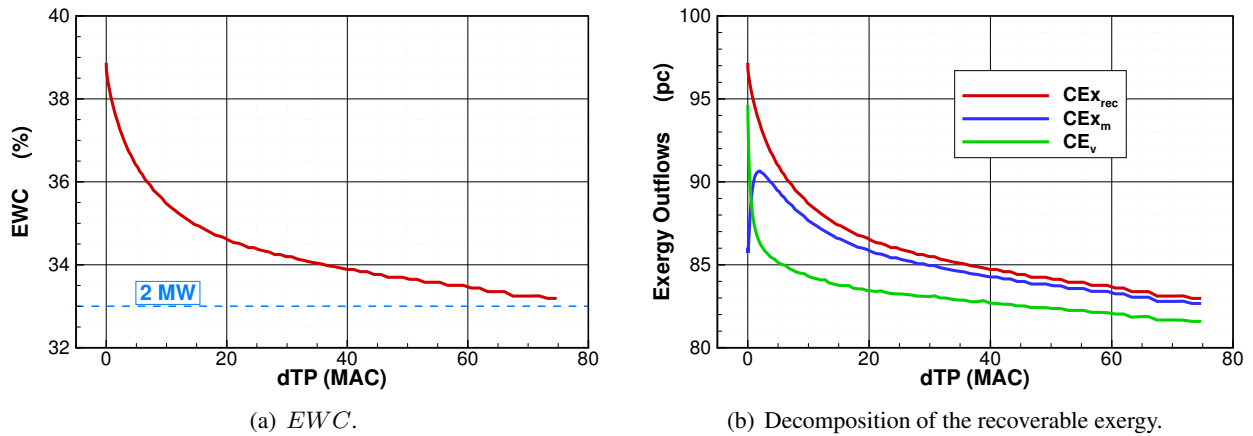 40
38
36
34
32
EWC (%)
2 MW
0 20 40 60 80
dTP (MAC)
(a) EWC.
100
95
90
85
80
Exergy Outflows (pc)
CEx_rec
CEx_m
CE_v
0 20 40 60 80
dTP (MAC)
(b) Decomposition of the recoverable exergy.